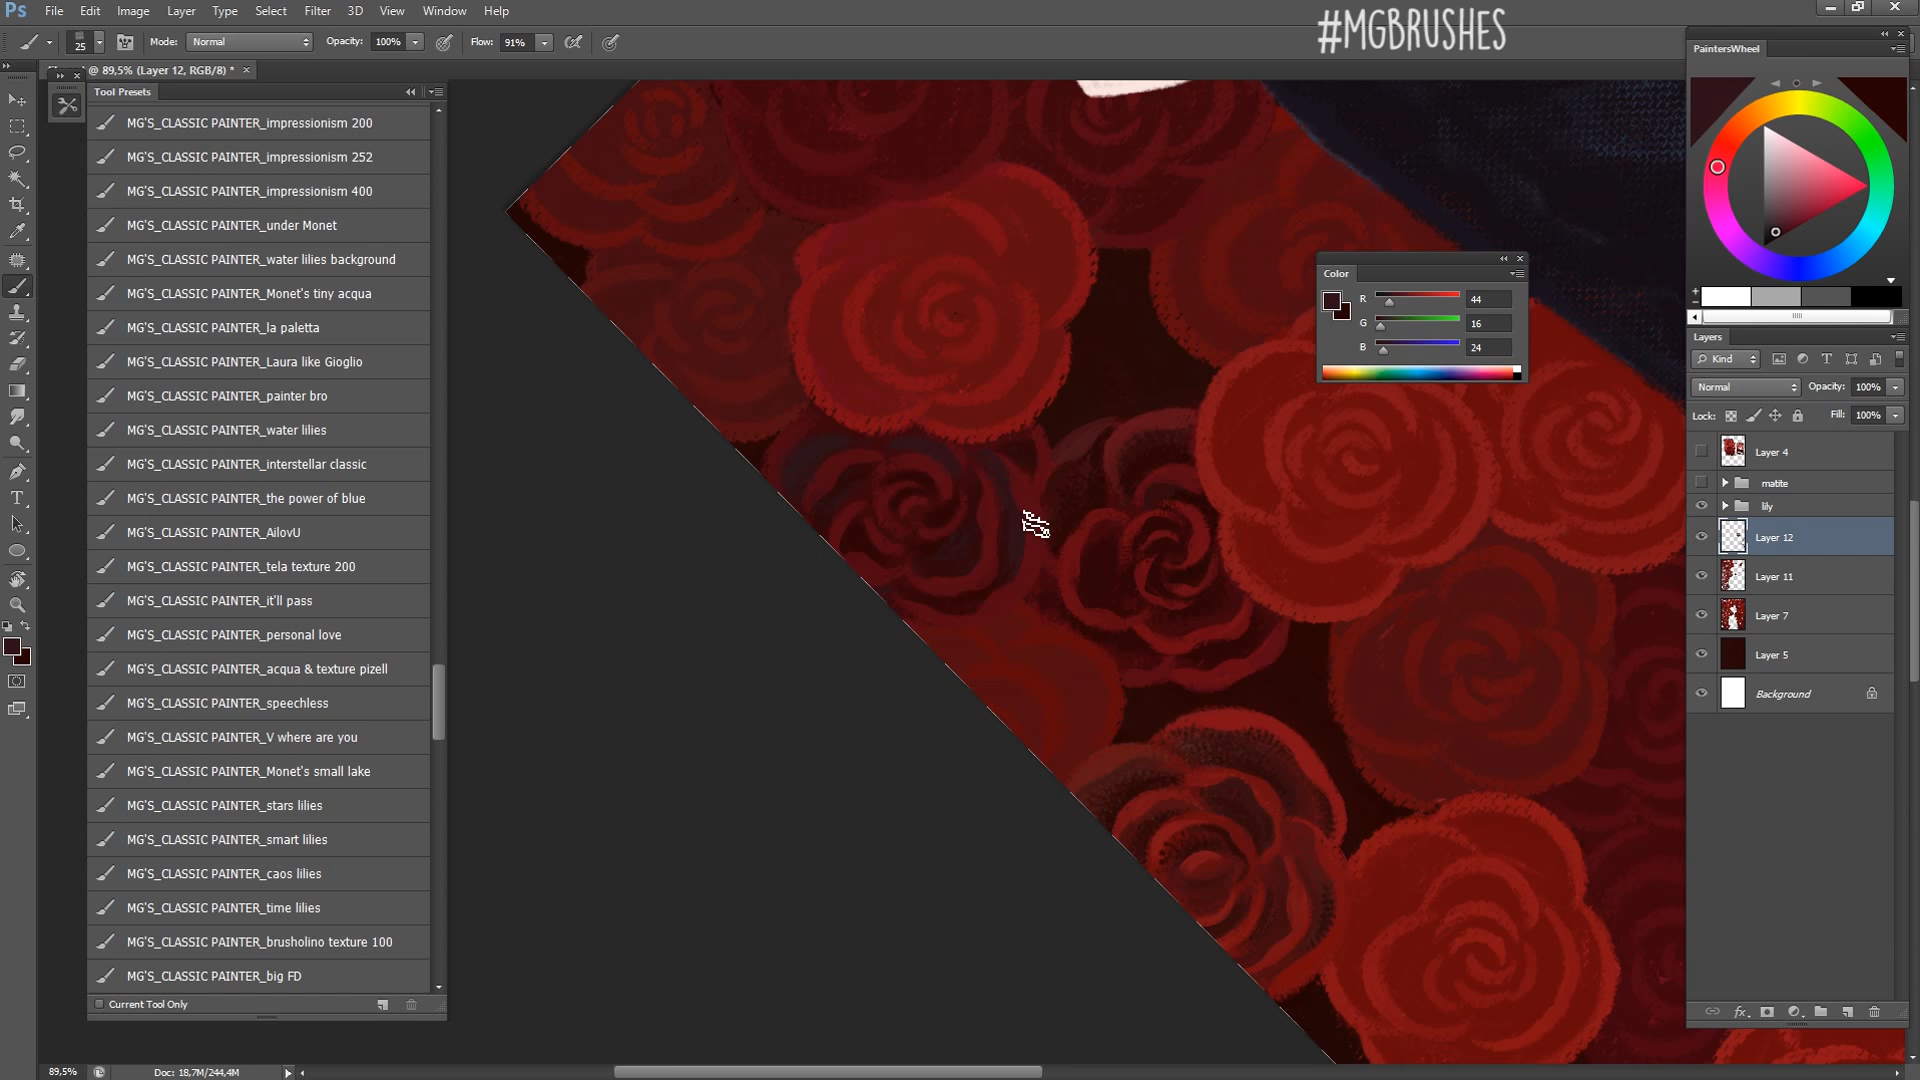 Ps File Edit Image Layer Type Select Filter 3D View Window Help
#MGBRUSHES
25 Mode: Normal Opacity: 100% Flow: 91%
@ 89,5% (Layer 12, RGB/8) * ×
Tool Presets
MG'S_CLASSIC PAINTER_impressionism 200
MG'S_CLASSIC PAINTER_impressionism 252
MG'S_CLASSIC PAINTER_impressionism 400
MG'S_CLASSIC PAINTER_under Monet
MG'S_CLASSIC PAINTER_water lilies background
MG'S_CLASSIC PAINTER_Monet's tiny acqua
MG'S_CLASSIC PAINTER_la paletta
MG'S_CLASSIC PAINTER_Laura like Gioglio
MG'S_CLASSIC PAINTER_painter bro
MG'S_CLASSIC PAINTER_water lilies
MG'S_CLASSIC PAINTER_interstellar classic
MG'S_CLASSIC PAINTER_the power of blue
MG'S_CLASSIC PAINTER_AilovU
MG'S_CLASSIC PAINTER_tela texture 200
MG'S_CLASSIC PAINTER_it'll pass
MG'S_CLASSIC PAINTER_personal love
MG'S_CLASSIC PAINTER_acqua & texture pizell
MG'S_CLASSIC PAINTER_speechless
MG'S_CLASSIC PAINTER_V where are you
MG'S_CLASSIC PAINTER_Monet's small lake
MG'S_CLASSIC PAINTER_stars lilies
MG'S_CLASSIC PAINTER_smart lilies
MG'S_CLASSIC PAINTER_caos lilies
MG'S_CLASSIC PAINTER_time lilies
MG'S_CLASSIC PAINTER_brusholino texture 100
MG'S_CLASSIC PAINTER_big FD
Current Tool Only
89,5% Doc: 18,7M/244,4M
Color
R 44
G 16
B 24
PaintersWheel
Layers
Kind
Normal Opacity: 100%
Lock: Fill: 100%
Layer 4
matite
lily
Layer 12
Layer 11
Layer 7
Layer 5
Background
fx